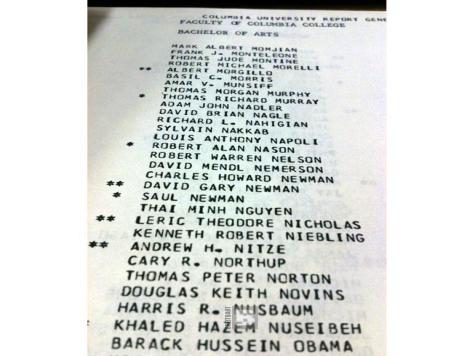 COLUMBIA UNIVERSITY REPORT GENE
FACULTY OF COLUMBIA COLLEGE
BACHELOR OF ARTS
MARK ALBERT MOMJIAN
FRANK J. MONTELEONE
THOMAS JUDE MONTINE
ROBERT MICHAEL MORELLI
** ALBERT MORGILLO
BASIL C. MORRIS
AMAR V. MUNSIFF
THOMAS MORGAN MURPHY
* THOMAS RICHARD MURRAY
ADAM JOHN NADLER
DAVID BRIAN NAGLE
RICHARD L. NAHIGIAN
SYLVAIN NAKKAB
LOUIS ANTHONY NAPOLI
* ROBERT ALAN NASON
ROBERT WARREN NELSON
DAVID MENDL NEMERSON
CHARLES HOWARD NEWMAN
** DAVID GARY NEWMAN
* SAUL NEWMAN
THAI MINH NGUYEN
** LERIC THEODORE NICHOLAS
KENNETH ROBERT NIEBLING
** ANDREW H. NITZE
CARY R. NORTHUP
THOMAS PETER NORTON
DOUGLAS KEITH NOVINS
HARRIS R. NUSBAUM
KHALED HAZEM NUSEIBEH
BARACK HUSSEIN OBAMA